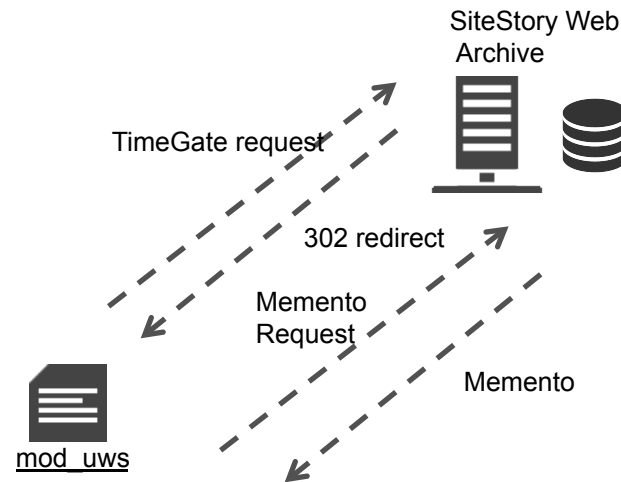 SiteStory Web
Archive
TimeGate request
302 redirect
Memento
Request
Memento
mod_uws